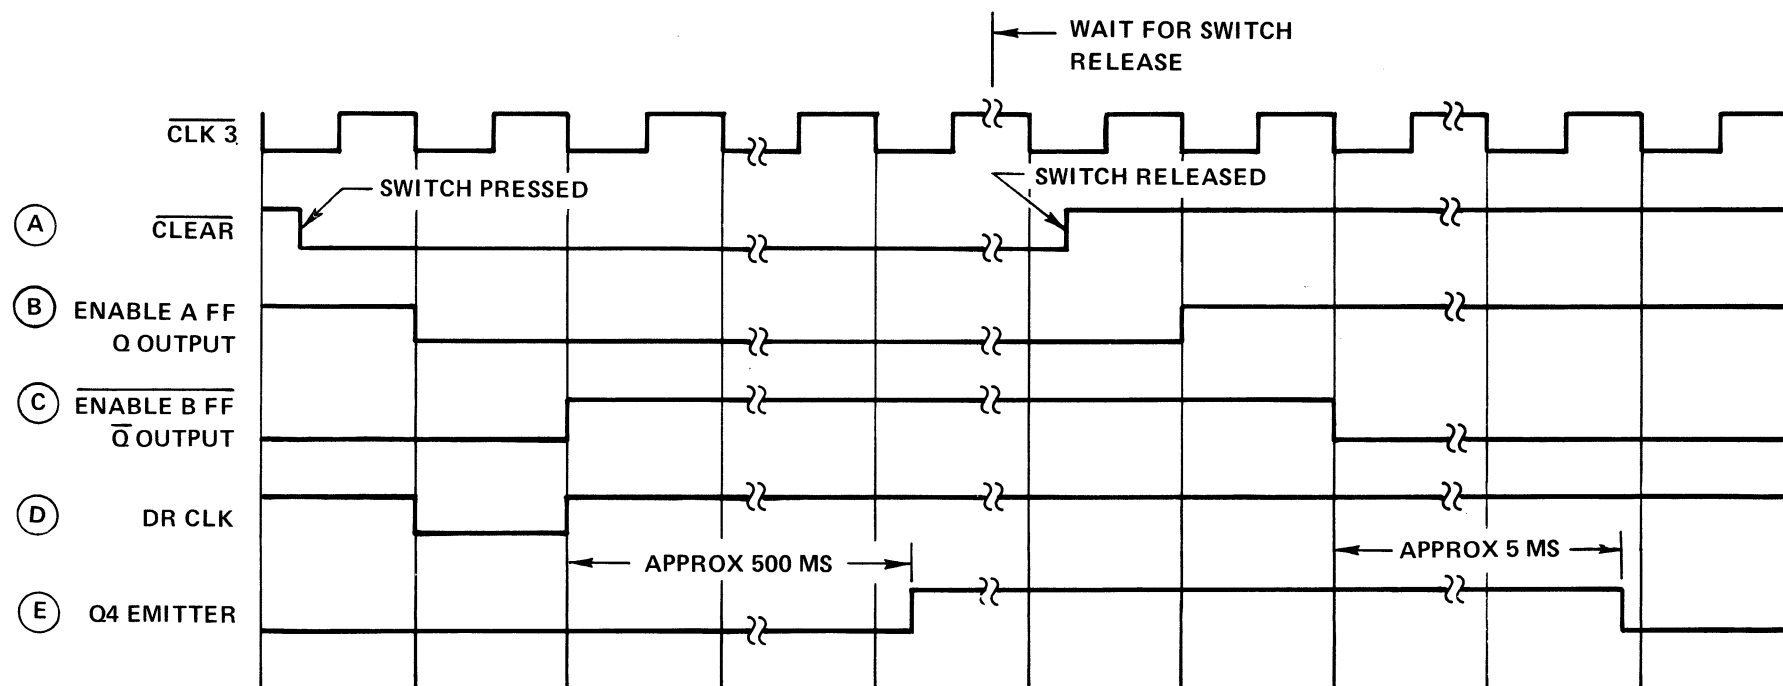 WAIT FOR SWITCH
RELEASE
CLK 3
SWITCH PRESSED
SWITCH RELEASED
A CLEAR
B ENABLE A FF
Q OUTPUT
C ENABLE B FF
Q̅ OUTPUT
D DR CLK
APPROX 500 MS
APPROX 5 MS
E Q4 EMITTER